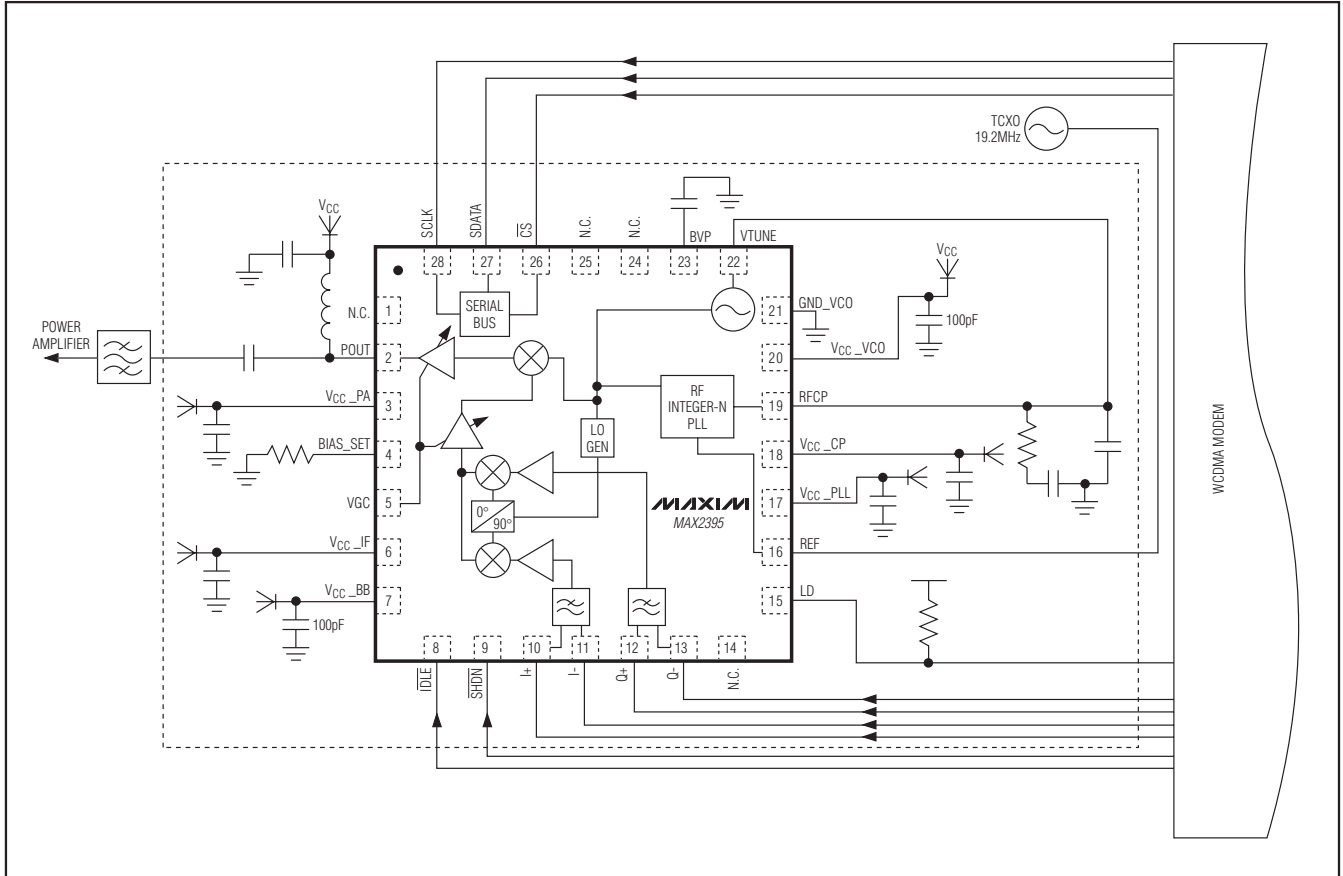 TCXO
19.2MHz
WCDMA MODEM
VCC
SCLK
SDATA
CS
N.C.
N.C.
BVP
VTUNE
28
27
26
25
24
23
22
VCC
100pF
SERIAL
BUS
N.C.
1
POWER
AMPLIFIER
POUT
2
VCC_PA
3
BIAS_SET
4
VGC
5
VCC_IF
6
VCC_BB
7
100pF
21
GND_VCO
20
VCC_VCO
19
RFCP
18
VCC_CP
17
VCC_PLL
16
REF
15
LD
RF
INTEGER-N
PLL
LO
GEN
0°
90°
MAXIM
MAX2395
8
9
10
11
12
13
14
IDLE
SHDN
I+
I-
Q+
Q-
N.C.